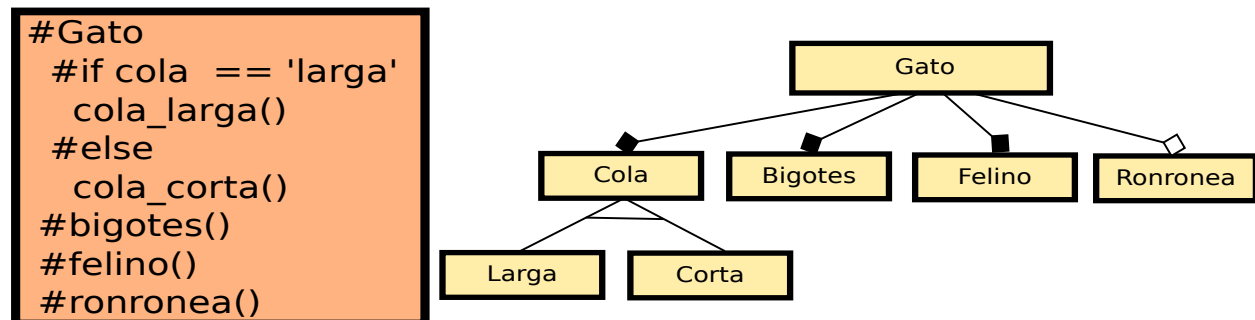 #Gato
#if cola == 'larga'
cola_larga()
#else
cola_corta()
#bigotes()
#felino()
#ronronea()
Gato
Cola
Bigotes
Felino
Ronronea
Larga
Corta